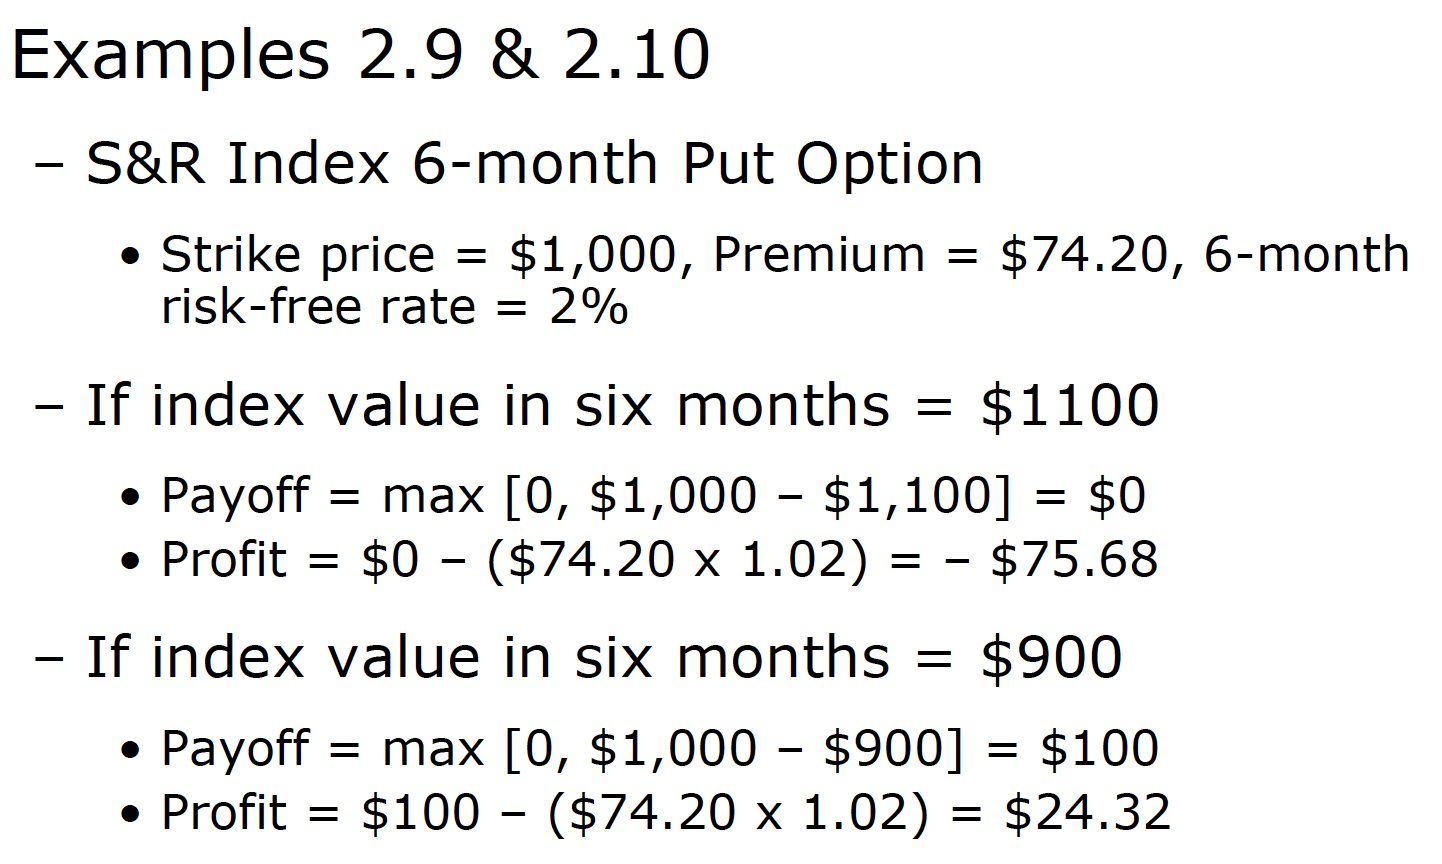 Examples 2.9 & 2.10
– S&R Index 6-month Put Option
• Strike price = $1,000, Premium = $74.20, 6-month
risk-free rate = 2%
– If index value in six months = $1100
• Payoff = max [0, $1,000 – $1,100] = $0
• Profit = $0 – ($74.20 x 1.02) = – $75.68
– If index value in six months = $900
• Payoff = max [0, $1,000 – $900] = $100
• Profit = $100 – ($74.20 x 1.02) = $24.32